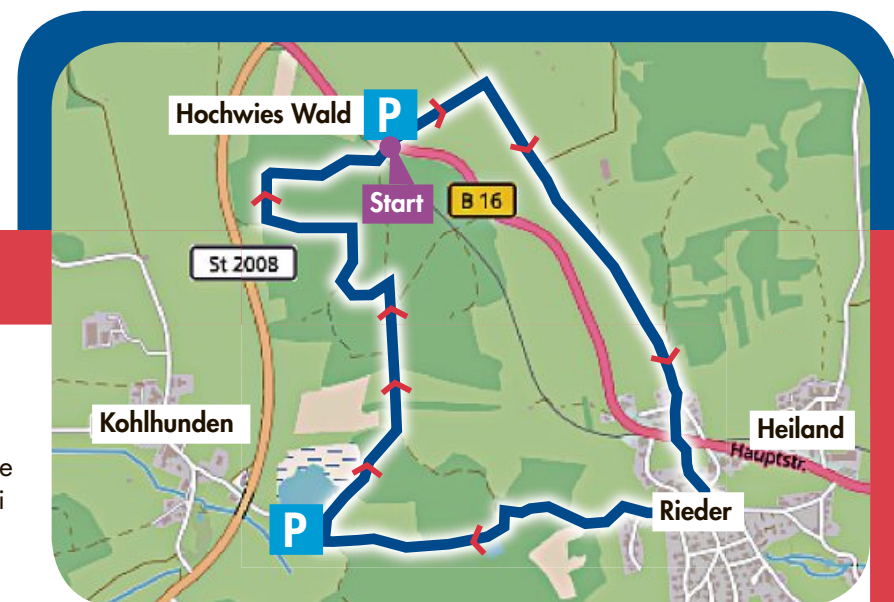 Hochwies Wald
P
Start
B 16
St 2008
Kohlhunden
Heiland
Hauptstr.
e
i
Rieder
P